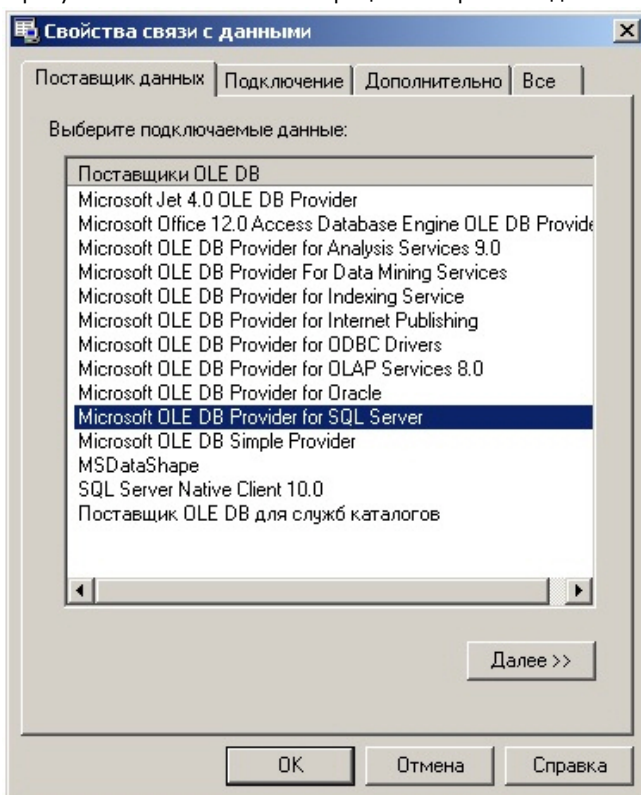 Свойства связи с данными
Поставщик данных Подключение Дополнительно Все
Выберите подключаемые данные:
Поставщики OLE DB
Microsoft Jet 4.0 OLE DB Provider
Microsoft Office 12.0 Access Database Engine OLE DB Provide
Microsoft OLE DB Provider for Analysis Services 9.0
Microsoft OLE DB Provider For Data Mining Services
Microsoft OLE DB Provider for Indexing Service
Microsoft OLE DB Provider for Internet Publishing
Microsoft OLE DB Provider for ODBC Drivers
Microsoft OLE DB Provider for OLAP Services 8.0
Microsoft OLE DB Provider for Oracle
Microsoft OLE DB Provider for SQL Server
Microsoft OLE DB Simple Provider
MSDataShape
SQL Server Native Client 10.0
Поставщик OLE DB для служб каталогов
Далее >>
OK Отмена Справка